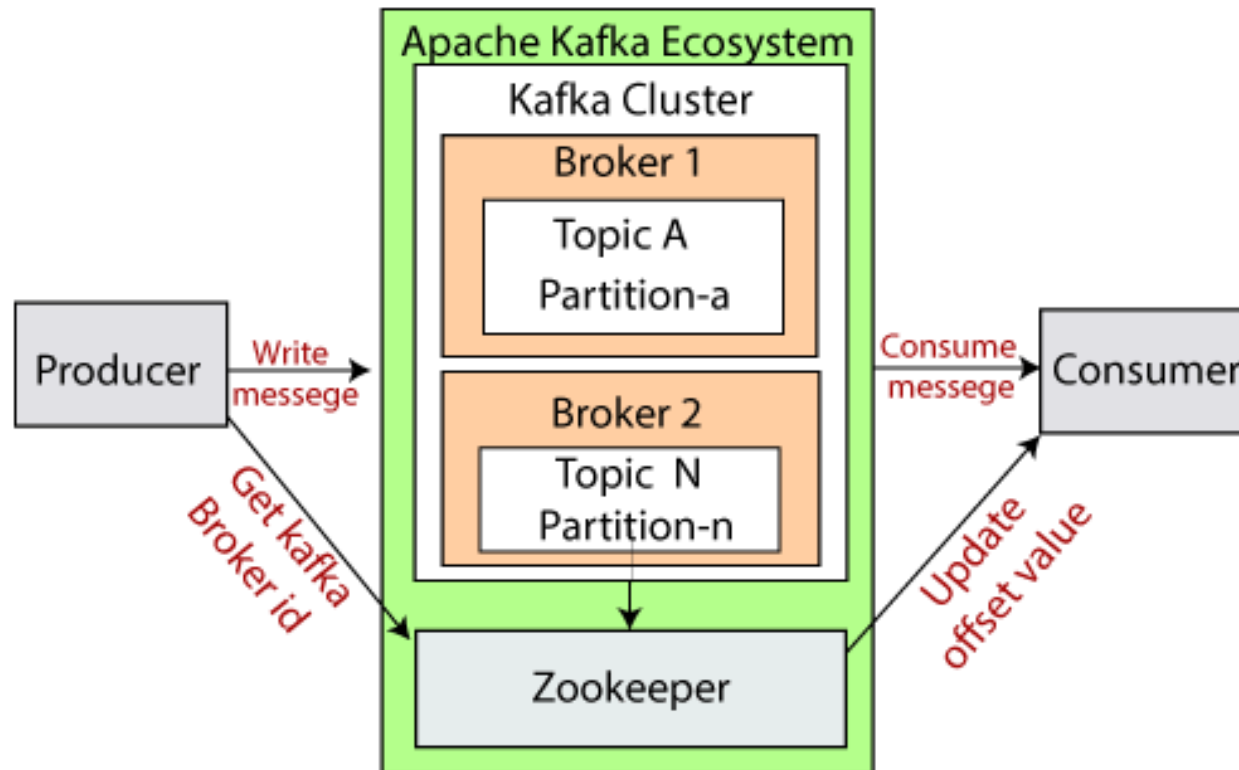 Apache Kafka Ecosystem
Kafka Cluster
Broker 1
Topic A
Partition-a
Producer
Write
messege
Consume
messege
Consumer
Broker 2
Topic N
Partition-n
Get kafka
Broker id
Update
offset value
Zookeeper